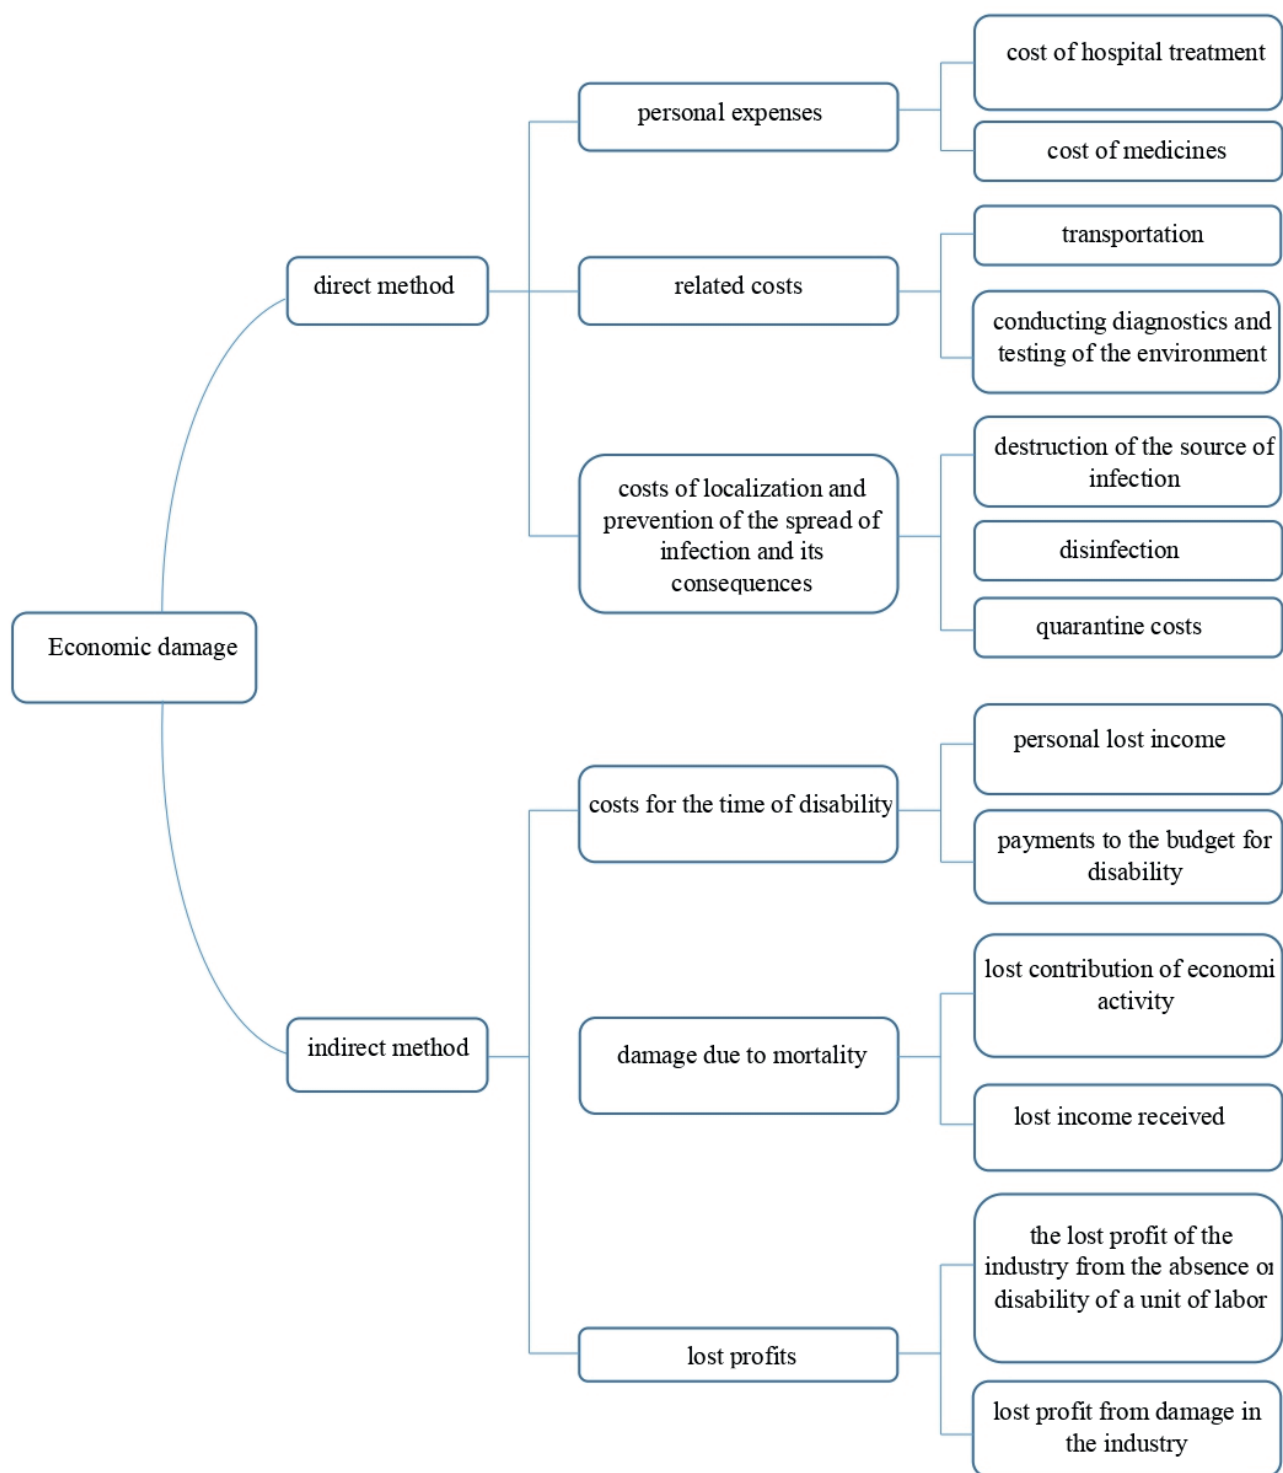 Economic damage
direct method
personal expenses
cost of hospital treatment
cost of medicines
related costs
transportation
conducting diagnostics and
testing of the environment
costs of localization and
prevention of the spread of
infection and its
consequences
destruction of the source of
infection
disinfection
quarantine costs
indirect method
costs for the time of disability
personal lost income
payments to the budget for
disability
damage due to mortality
lost contribution of economi
activity
lost income received
lost profits
the lost profit of the
industry from the absence or
disability of a unit of labor
lost profit from damage in
the industry